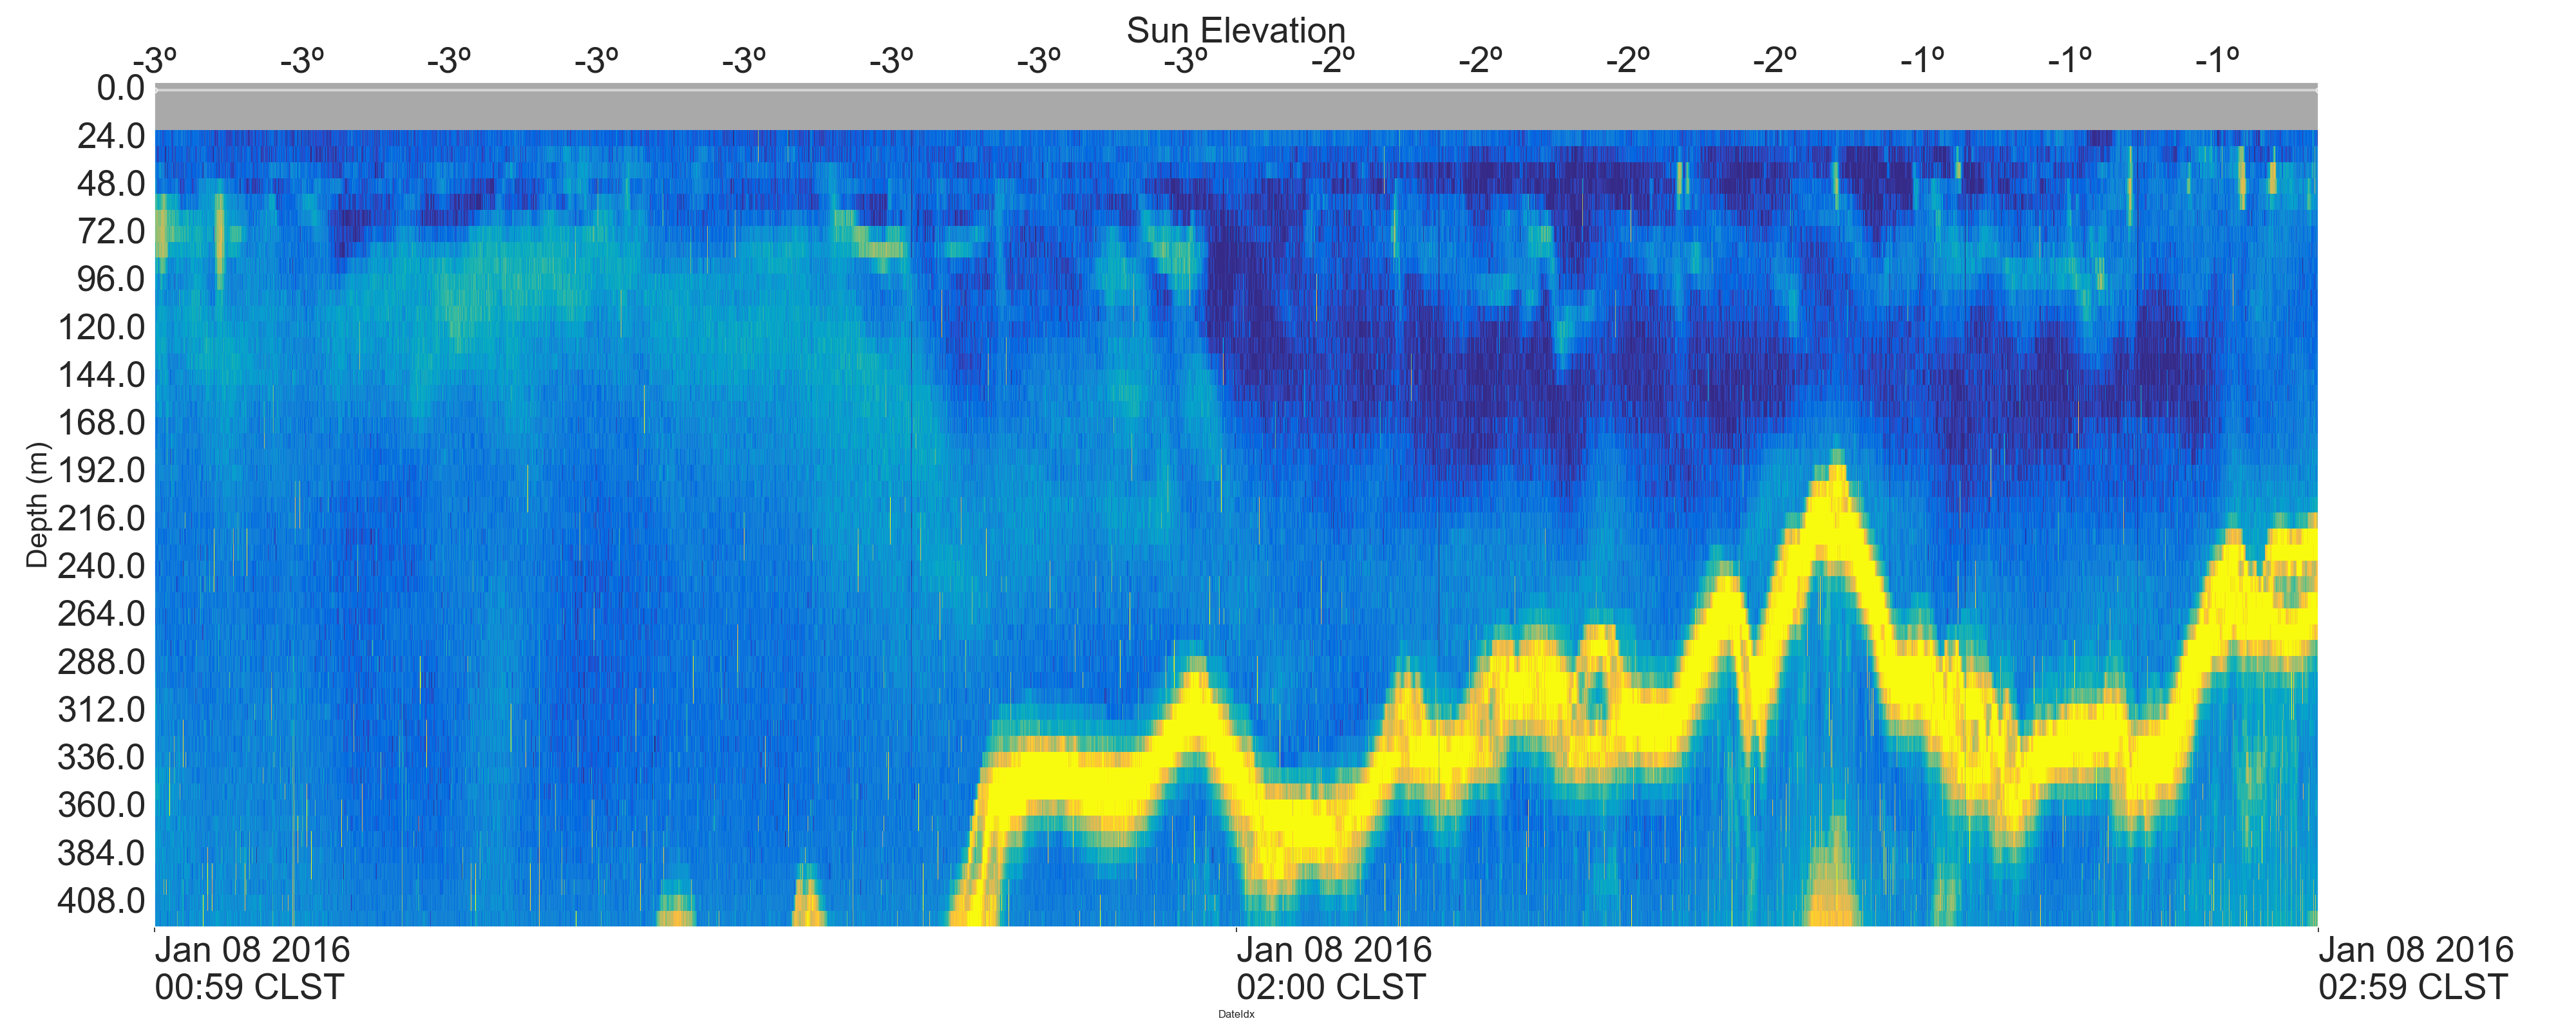 Sun Elevation
-3º -3º -3º -3º -3º -3º -3º -3º -2º -2º -2º -2º -1º -1º -1º
0.0
24.0
48.0
72.0
96.0
120.0
144.0
168.0
192.0
216.0
240.0
264.0
288.0
312.0
336.0
360.0
384.0
408.0
Depth (m)
Jan 08 2016
00:59 CLST
Jan 08 2016
02:00 CLST
Jan 08 2016
02:59 CLST
DateIdx